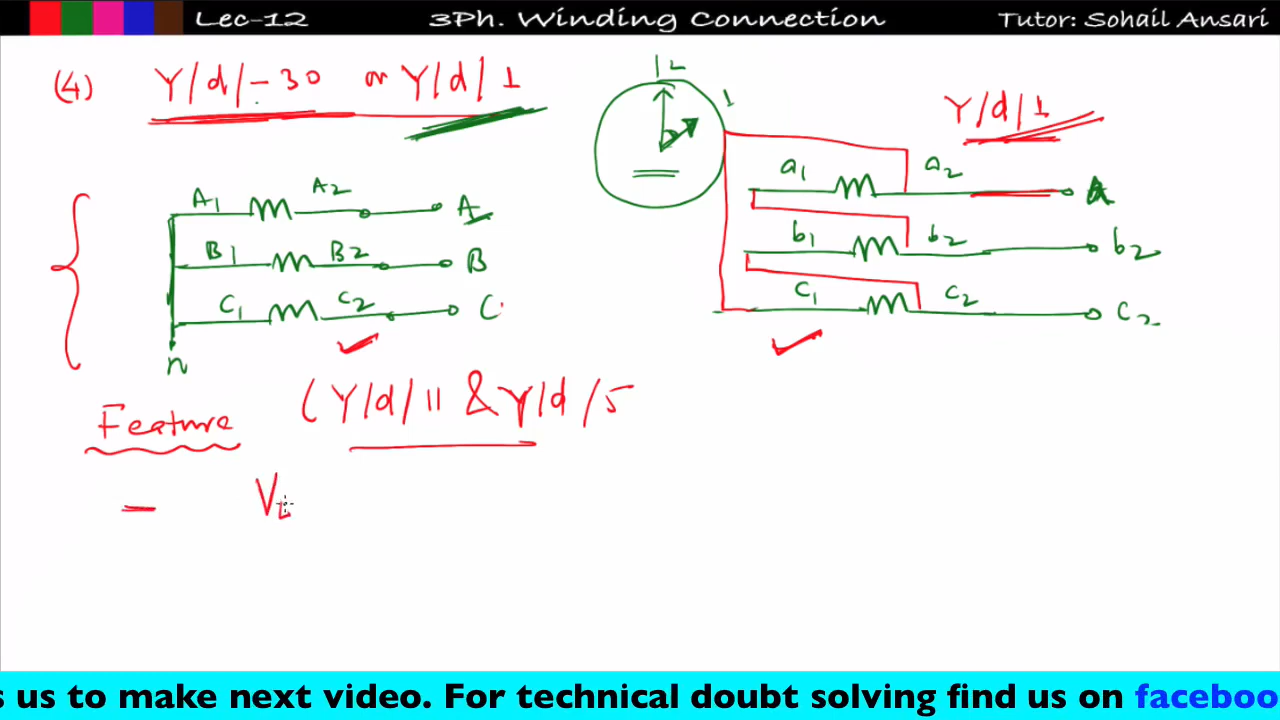 Lec-12 3Ph. Winding Connection Tutor: Sohail Ansari
(4) Y/d/-30 or Y/d/1
12
1
Y/d/1
A1 A2 A
B1 B2 B
C1 C2 C
n
a1 a2
b1 b2 b2
c1 c2 c2
Feature (Y/d/11 & Y/d/5
- VL
s us to make next video. For technical doubt solving find us on faceboo